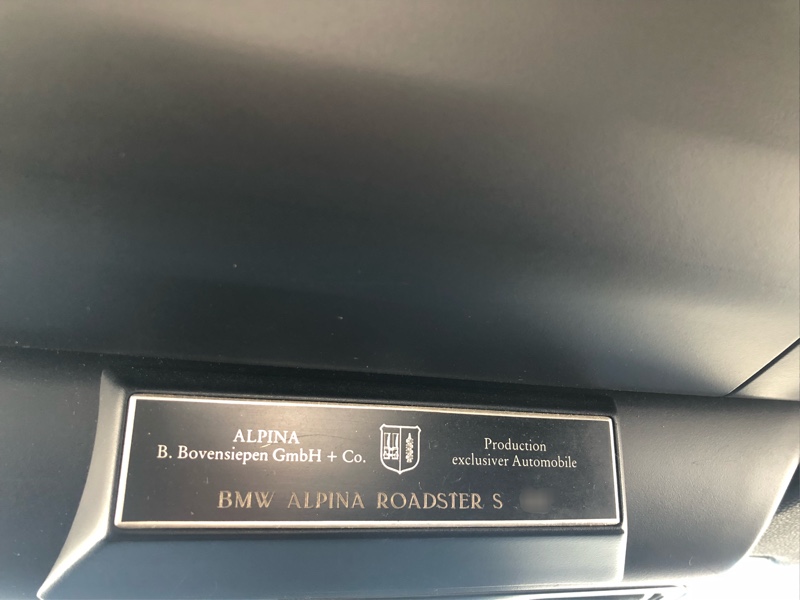 ALPINA
B. Bovensiepen GmbH + Co.
Production
exclusiver Automobile
BMW ALPINA ROADSTER S